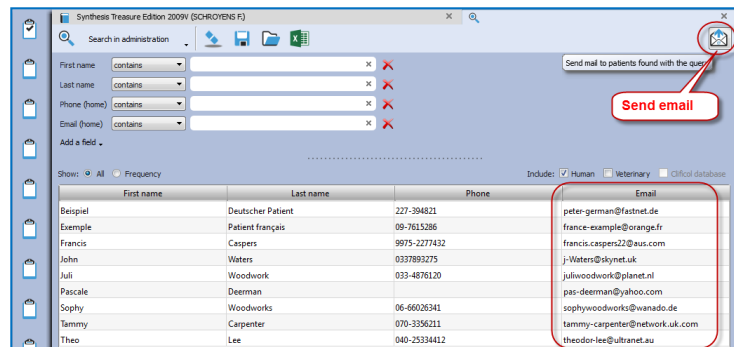 Synthesis Treasure Edition 2009V (SCHROYENS F.)
Search in administration
Send mail to patients found with the query
Send email
First name contains
Last name contains
Phone (home) contains
Email (home) contains
Add a field
Show: All Frequency
Include: Human Veterinary Clificol database
First name Last name Phone Email
Beispiel Deutscher Patient 227-394821 peter-german@fastnet.de
Exemple Patient français 09-7615286 france-example@orange.fr
Francis Caspers 9975-2277432 francis.caspers22@aus.com
John Waters 0337893275 j-Waters@skynet.uk
Juli Woodwork 033-4876120 juliwoodwork@planet.nl
Pascale Deerman pas-deerman@yahoo.com
Sophy Woodworks 06-66026341 sophywoodworks@wanado.de
Tammy Carpenter 070-3356211 tammy-carpenter@network.uk.com
Theo Lee 040-25334412 theodor-lee@ultranet.au